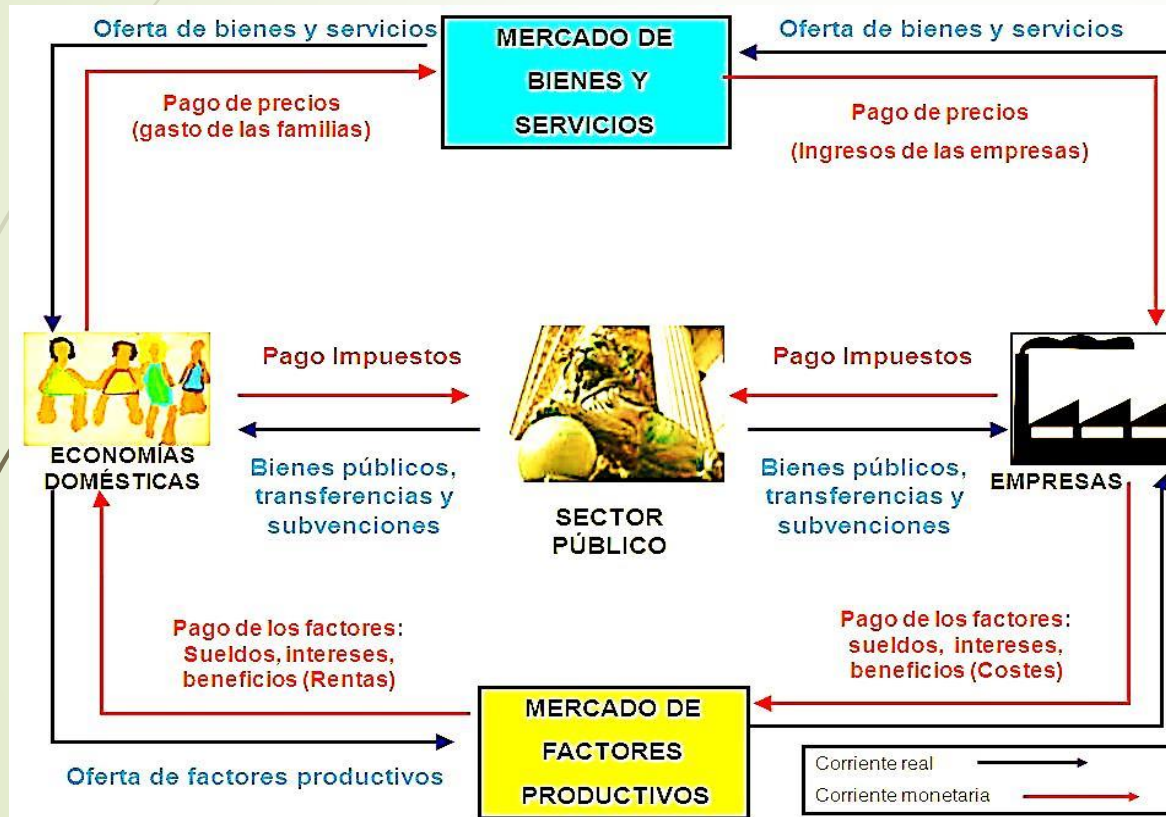 Oferta de bienes y servicios
MERCADO DE
BIENES Y
SERVICIOS
Oferta de bienes y servicios
Pago de precios
(gasto de las familias)
Pago de precios
(Ingresos de las empresas)
Pago Impuestos
Pago Impuestos
ECONOMÍAS
DOMÉSTICAS
Bienes públicos,
transferencias y
subvenciones
SECTOR
PÚBLICO
Bienes públicos,
transferencias y
subvenciones
EMPRESAS
Pago de los factores:
Sueldos, intereses,
beneficios (Rentas)
Pago de los factores:
sueldos, intereses,
beneficios (Costes)
MERCADO DE
FACTORES
PRODUCTIVOS
Oferta de factores productivos
Corriente real
Corriente monetaria